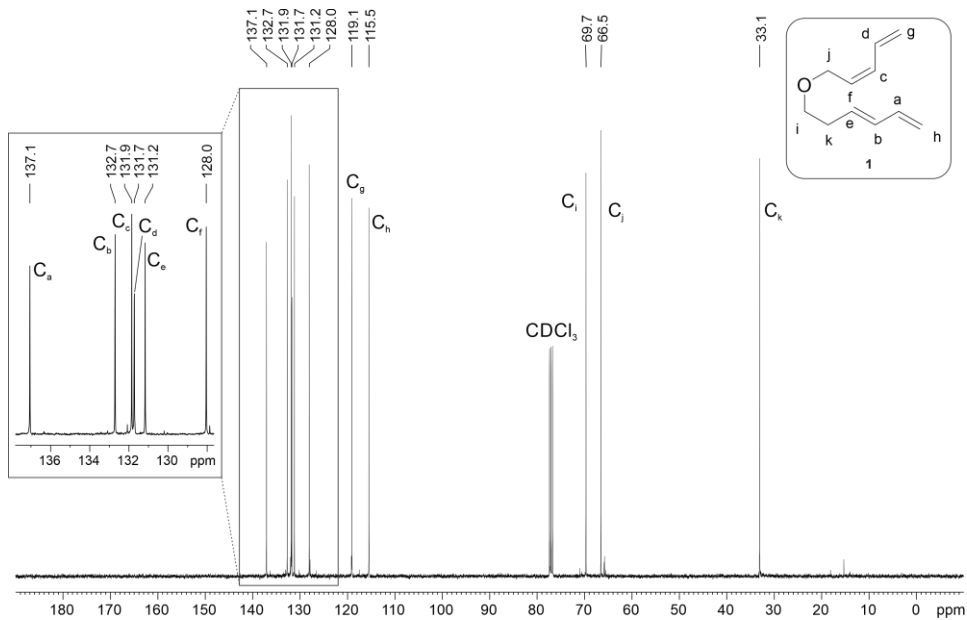 137.1
132.7
131.9
131.7
131.2
128.0
119.1
115.5
69.7
66.5
33.1
d
g
j
c
O
f
a
e
i
k
b
h
1
137.1
132.7
131.9
131.7
131.2
128.0
Ca
Cb
Cc
Cd
Ce
Cf
136 134 132 130 ppm
Cg
Ch
CDCl3
Ci
Cj
Ck
180 170 160 150 140 130 120 110 100 90 80 70 60 50 40 30 20 10 0 ppm